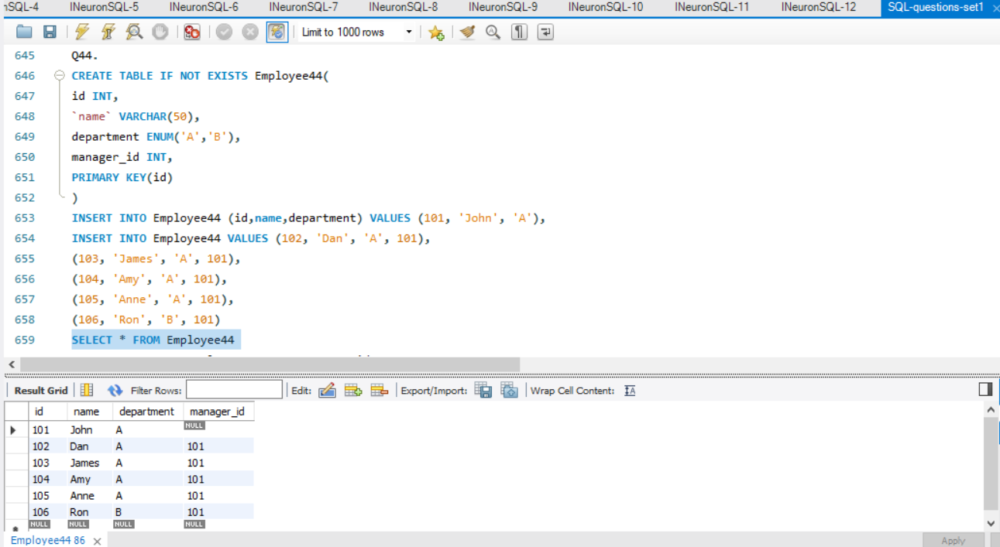 nSQL-4 INeuronSQL-5 INeuronSQL-6 INeuronSQL-7 INeuronSQL-8 INeuronSQL-9 INeuronSQL-10 INeuronSQL-11 INeuronSQL-12 SQL-questions-set1
Limit to 1000 rows
645 Q44.
646 CREATE TABLE IF NOT EXISTS Employee44(
647 id INT,
648 `name` VARCHAR(50),
649 department ENUM('A','B'),
650 manager_id INT,
651 PRIMARY KEY(id)
652 )
653 INSERT INTO Employee44 (id,name,department) VALUES (101, 'John', 'A'),
654 INSERT INTO Employee44 VALUES (102, 'Dan', 'A', 101),
655 (103, 'James', 'A', 101),
656 (104, 'Amy', 'A', 101),
657 (105, 'Anne', 'A', 101),
658 (106, 'Ron', 'B', 101)
659 SELECT * FROM Employee44
Result Grid Filter Rows: Edit: Export/Import: Wrap Cell Content:
id name department manager_id
101 John A NULL
102 Dan A 101
103 James A 101
104 Amy A 101
105 Anne A 101
106 Ron B 101
NULL NULL NULL NULL
Employee44 86 Apply